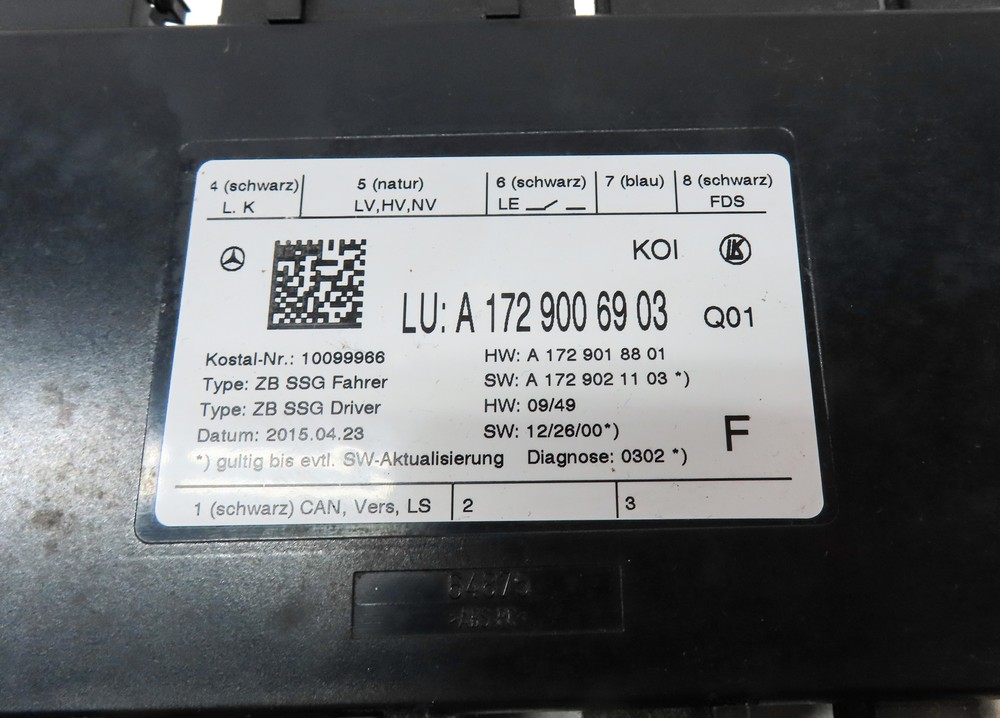 4 (schwarz) 5 (natur) 6 (schwarz) 7 (blau) 8 (schwarz)
L. K LV,HV,NV LE FDS
KOI LK
LU: A 172 900 69 03 Q01
Kostal-Nr.: 10099966 HW: A 172 901 88 01
Type: ZB SSG Fahrer SW: A 172 902 11 03 *)
Type: ZB SSG Driver HW: 09/49
Datum: 2015.04.23 SW: 12/26/00*) F
*) gultig bis evtl. SW-Aktualisierung Diagnose: 0302 *)
1 (schwarz) CAN, Vers, LS 2 3